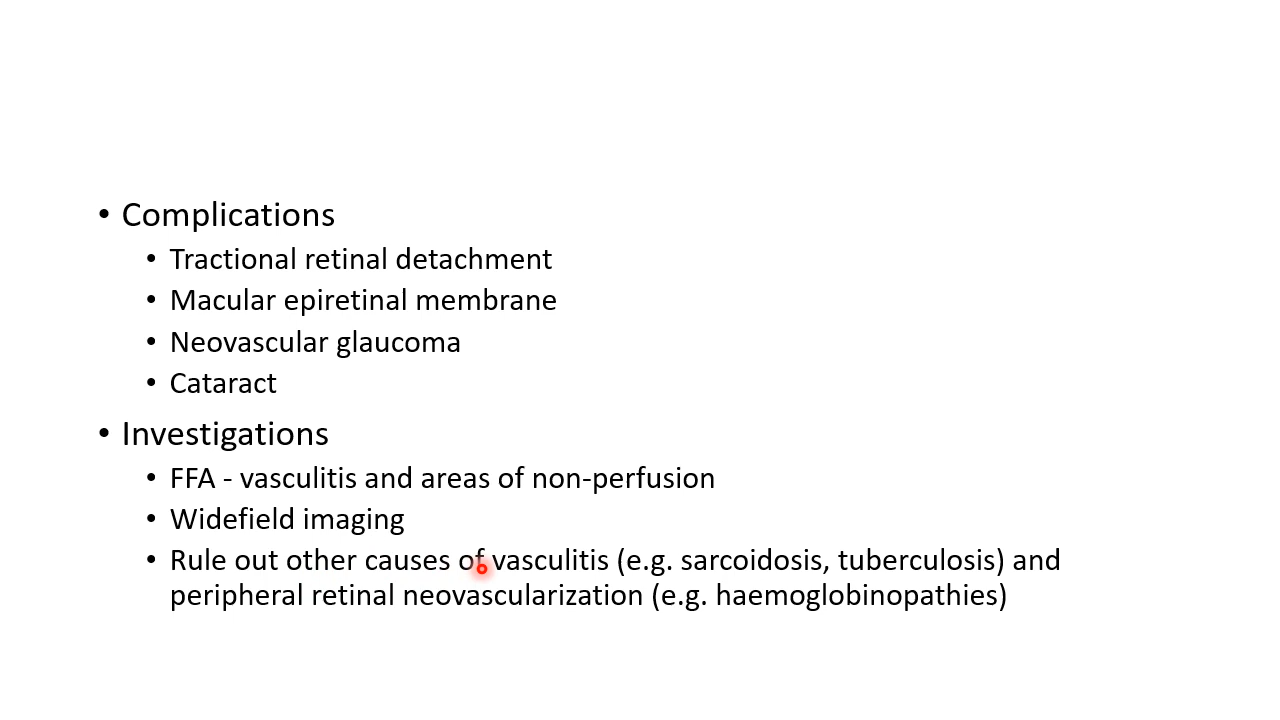 • Complications
• Tractional retinal detachment
• Macular epiretinal membrane
• Neovascular glaucoma
• Cataract
• Investigations
• FFA - vasculitis and areas of non-perfusion
• Widefield imaging
• Rule out other causes of vasculitis (e.g. sarcoidosis, tuberculosis) and
peripheral retinal neovascularization (e.g. haemoglobinopathies)